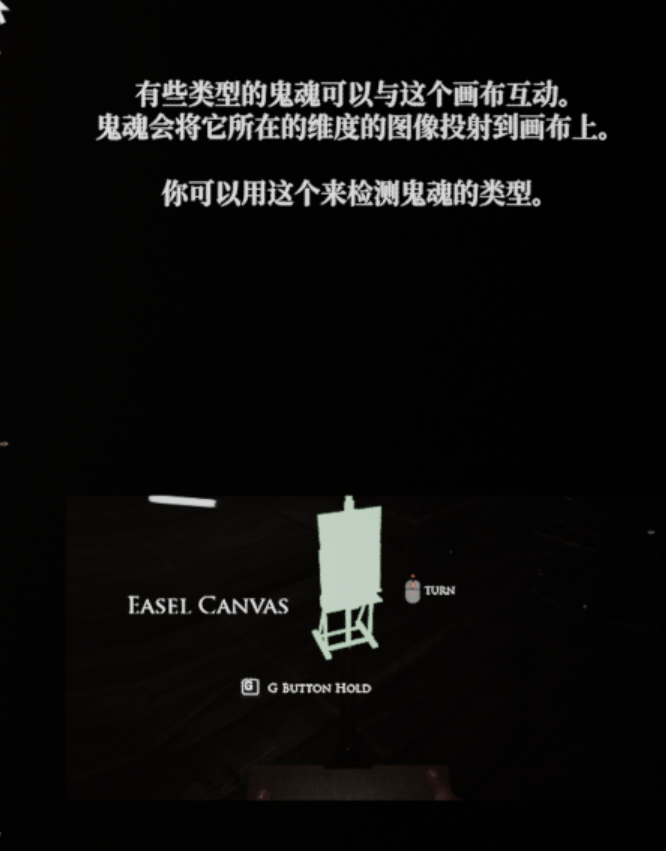 有些类型的鬼魂可以与这个画布互动。
鬼魂会将它所在的维度的图像投射到画布上。
你可以用这个来检测鬼魂的类型。
EASEL CANVAS
TURN
G
G BUTTON HOLD